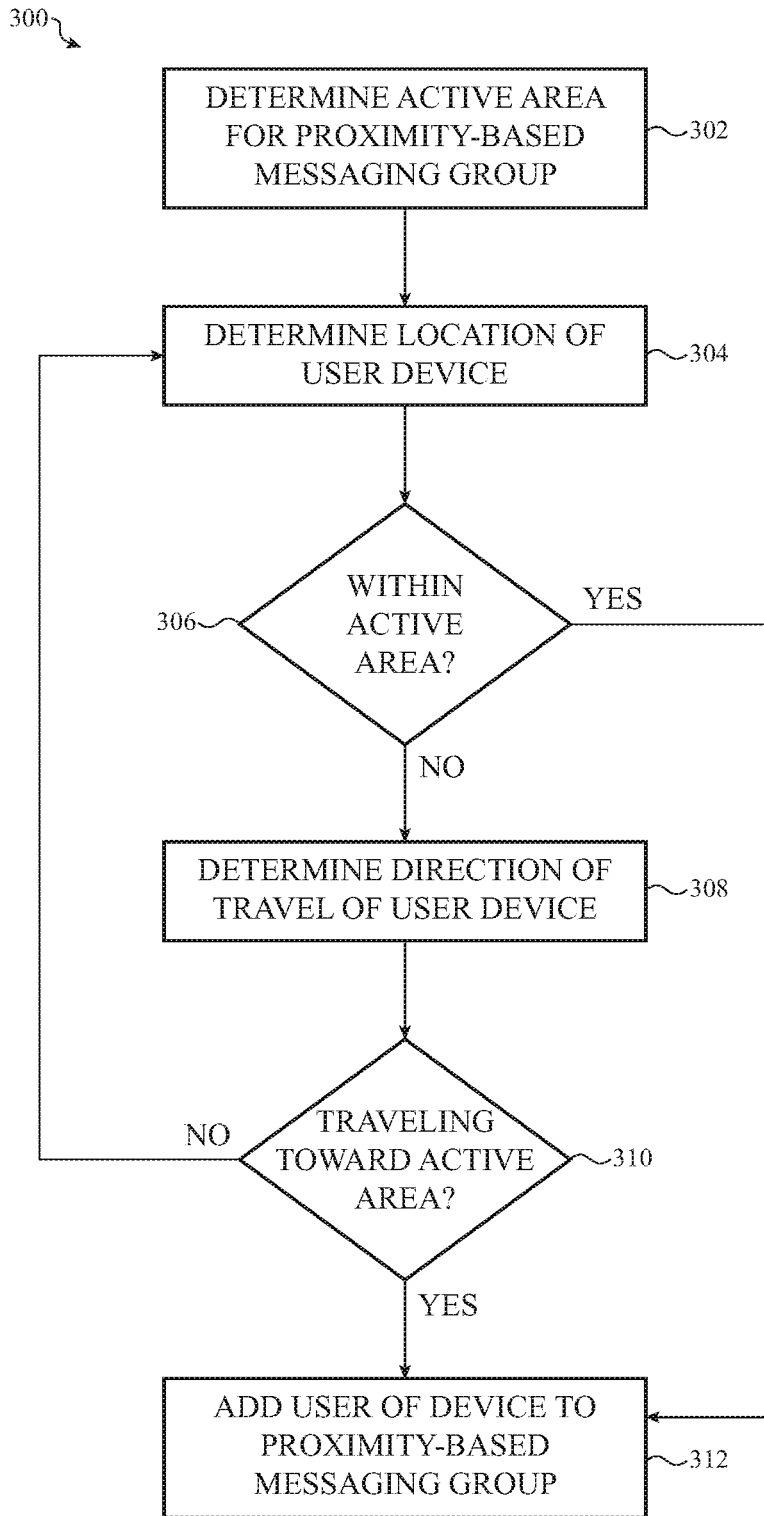 300
DETERMINE ACTIVE AREA
FOR PROXIMITY-BASED
MESSAGING GROUP
302
DETERMINE LOCATION OF
USER DEVICE
304
WITHIN
ACTIVE
AREA?
306
YES
NO
DETERMINE DIRECTION OF
TRAVEL OF USER DEVICE
308
TRAVELING
TOWARD ACTIVE
AREA?
310
NO
YES
ADD USER OF DEVICE TO
PROXIMITY-BASED
MESSAGING GROUP
312